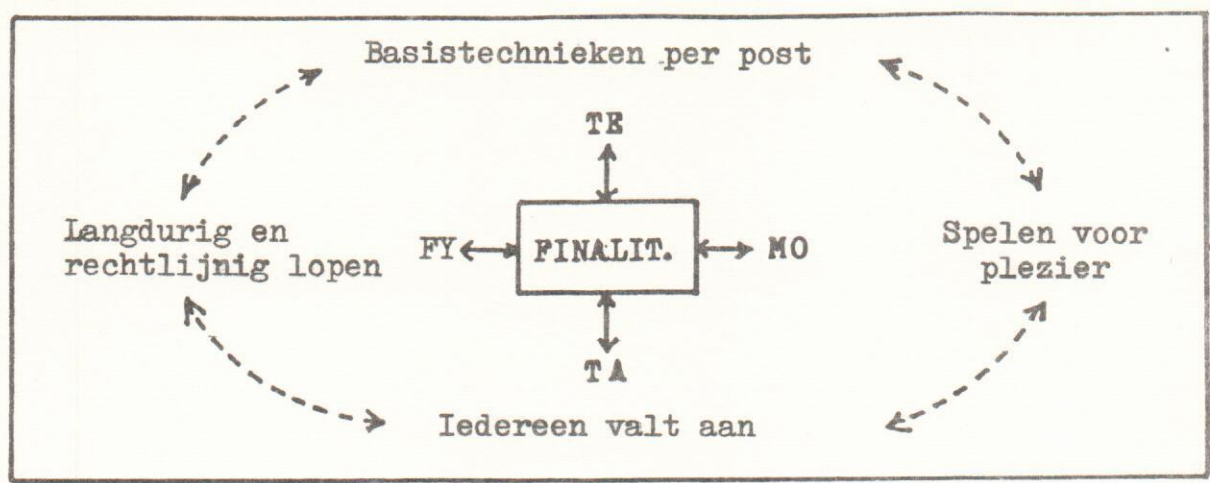 Basistechnieken per post
TE
Langdurig en
rechtlijnig lopen
FY
FINALIT.
MO
Spelen voor
plezier
TA
Iedereen valt aan